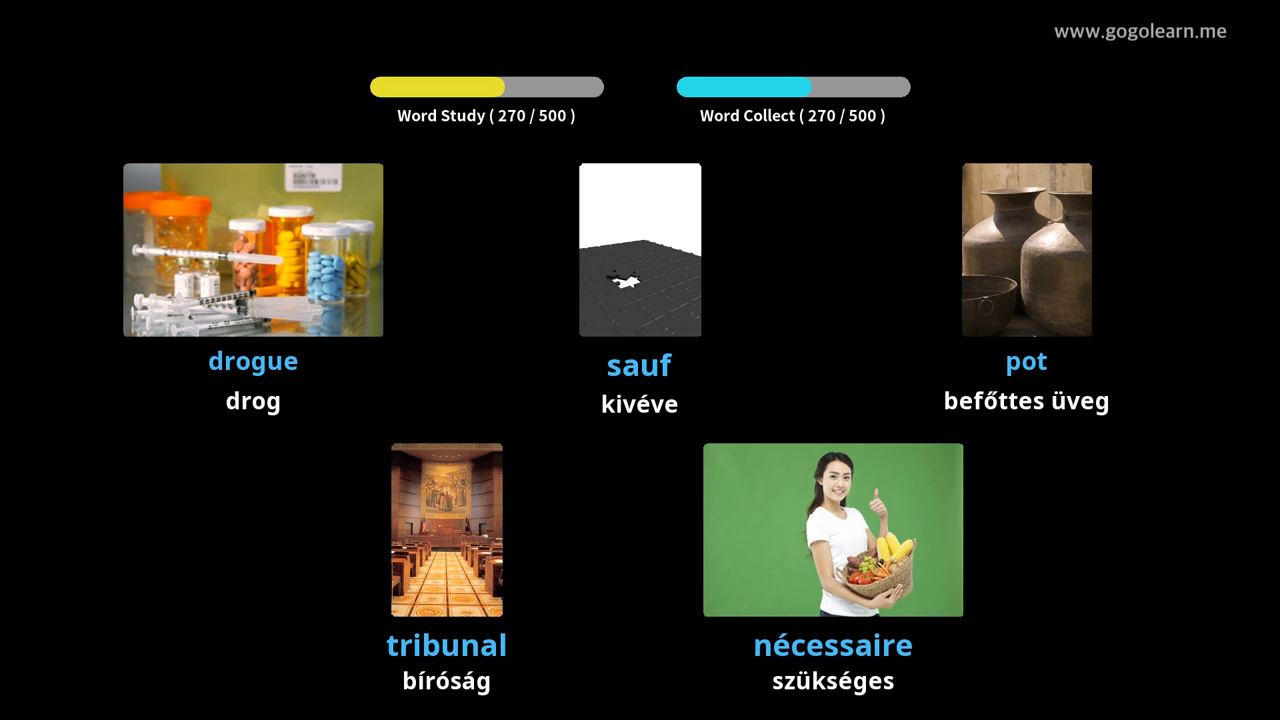 www.gogolearn.me
Word Study ( 270 / 500 )
Word Collect ( 270 / 500 )
drogue
drog
sauf
kivéve
pot
befőttes üveg
tribunal
bíróság
nécessaire
szükséges